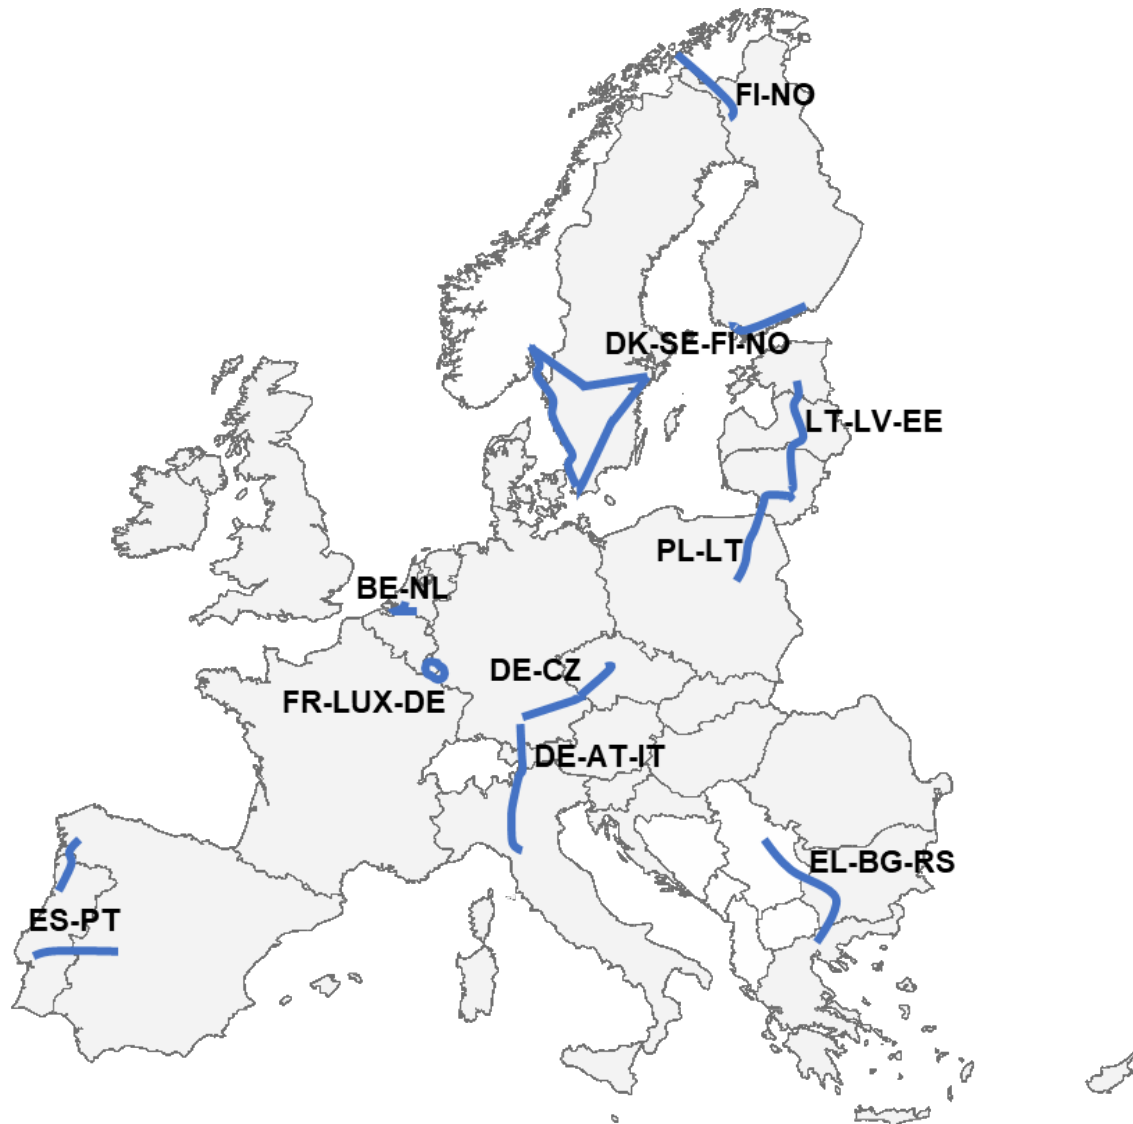 FI-NO
DK-SE-FI-NO
LT-LV-EE
PL-LT
BE-NL
DE-CZ
FR-LUX-DE
DE-AT-IT
EL-BG-RS
ES-PT